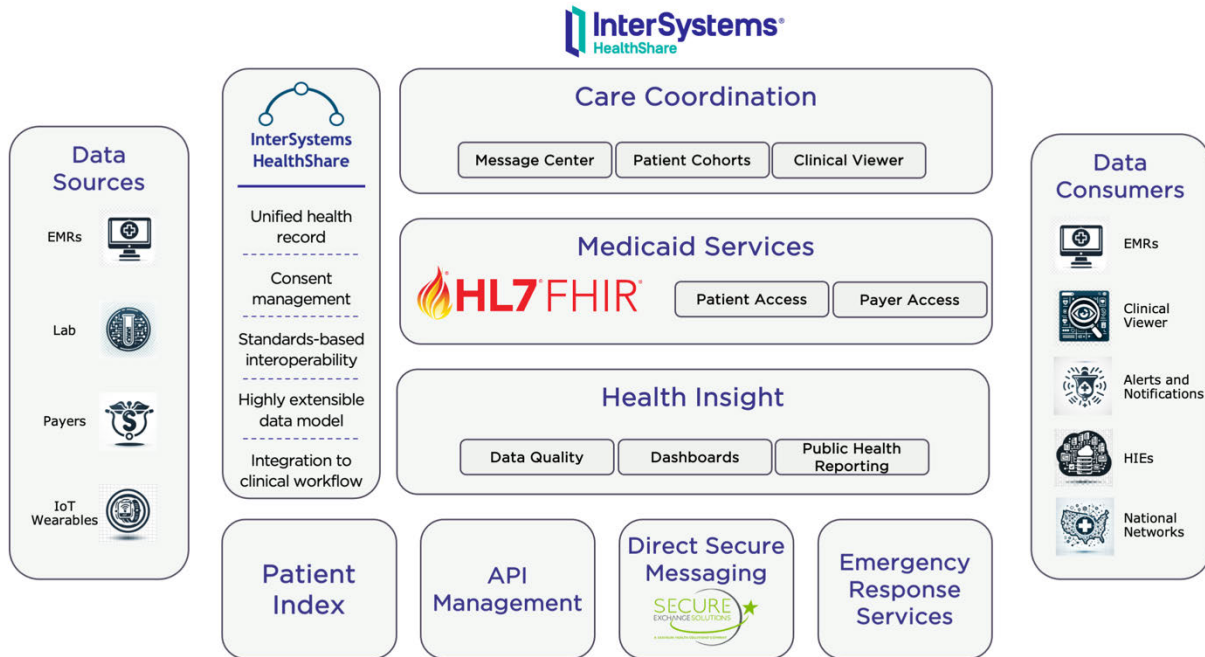 InterSystems®
HealthShare
Data
Sources
EMRs
Lab
Payers
IoT
Wearables
InterSystems
HealthShare
Unified health
record
Consent
management
Standards-based
interoperability
Highly extensible
data model
Integration to
clinical workflow
Care Coordination
Message Center
Patient Cohorts
Clinical Viewer
Medicaid Services
HL7® FHIR®
Patient Access
Payer Access
Health Insight
Data Quality
Dashboards
Public Health
Reporting
Patient
Index
API
Management
Direct Secure
Messaging
SECURE
EXCHANGE SOLUTIONS
Emergency
Response
Services
Data
Consumers
EMRs
Clinical
Viewer
Alerts and
Notifications
HIEs
National
Networks